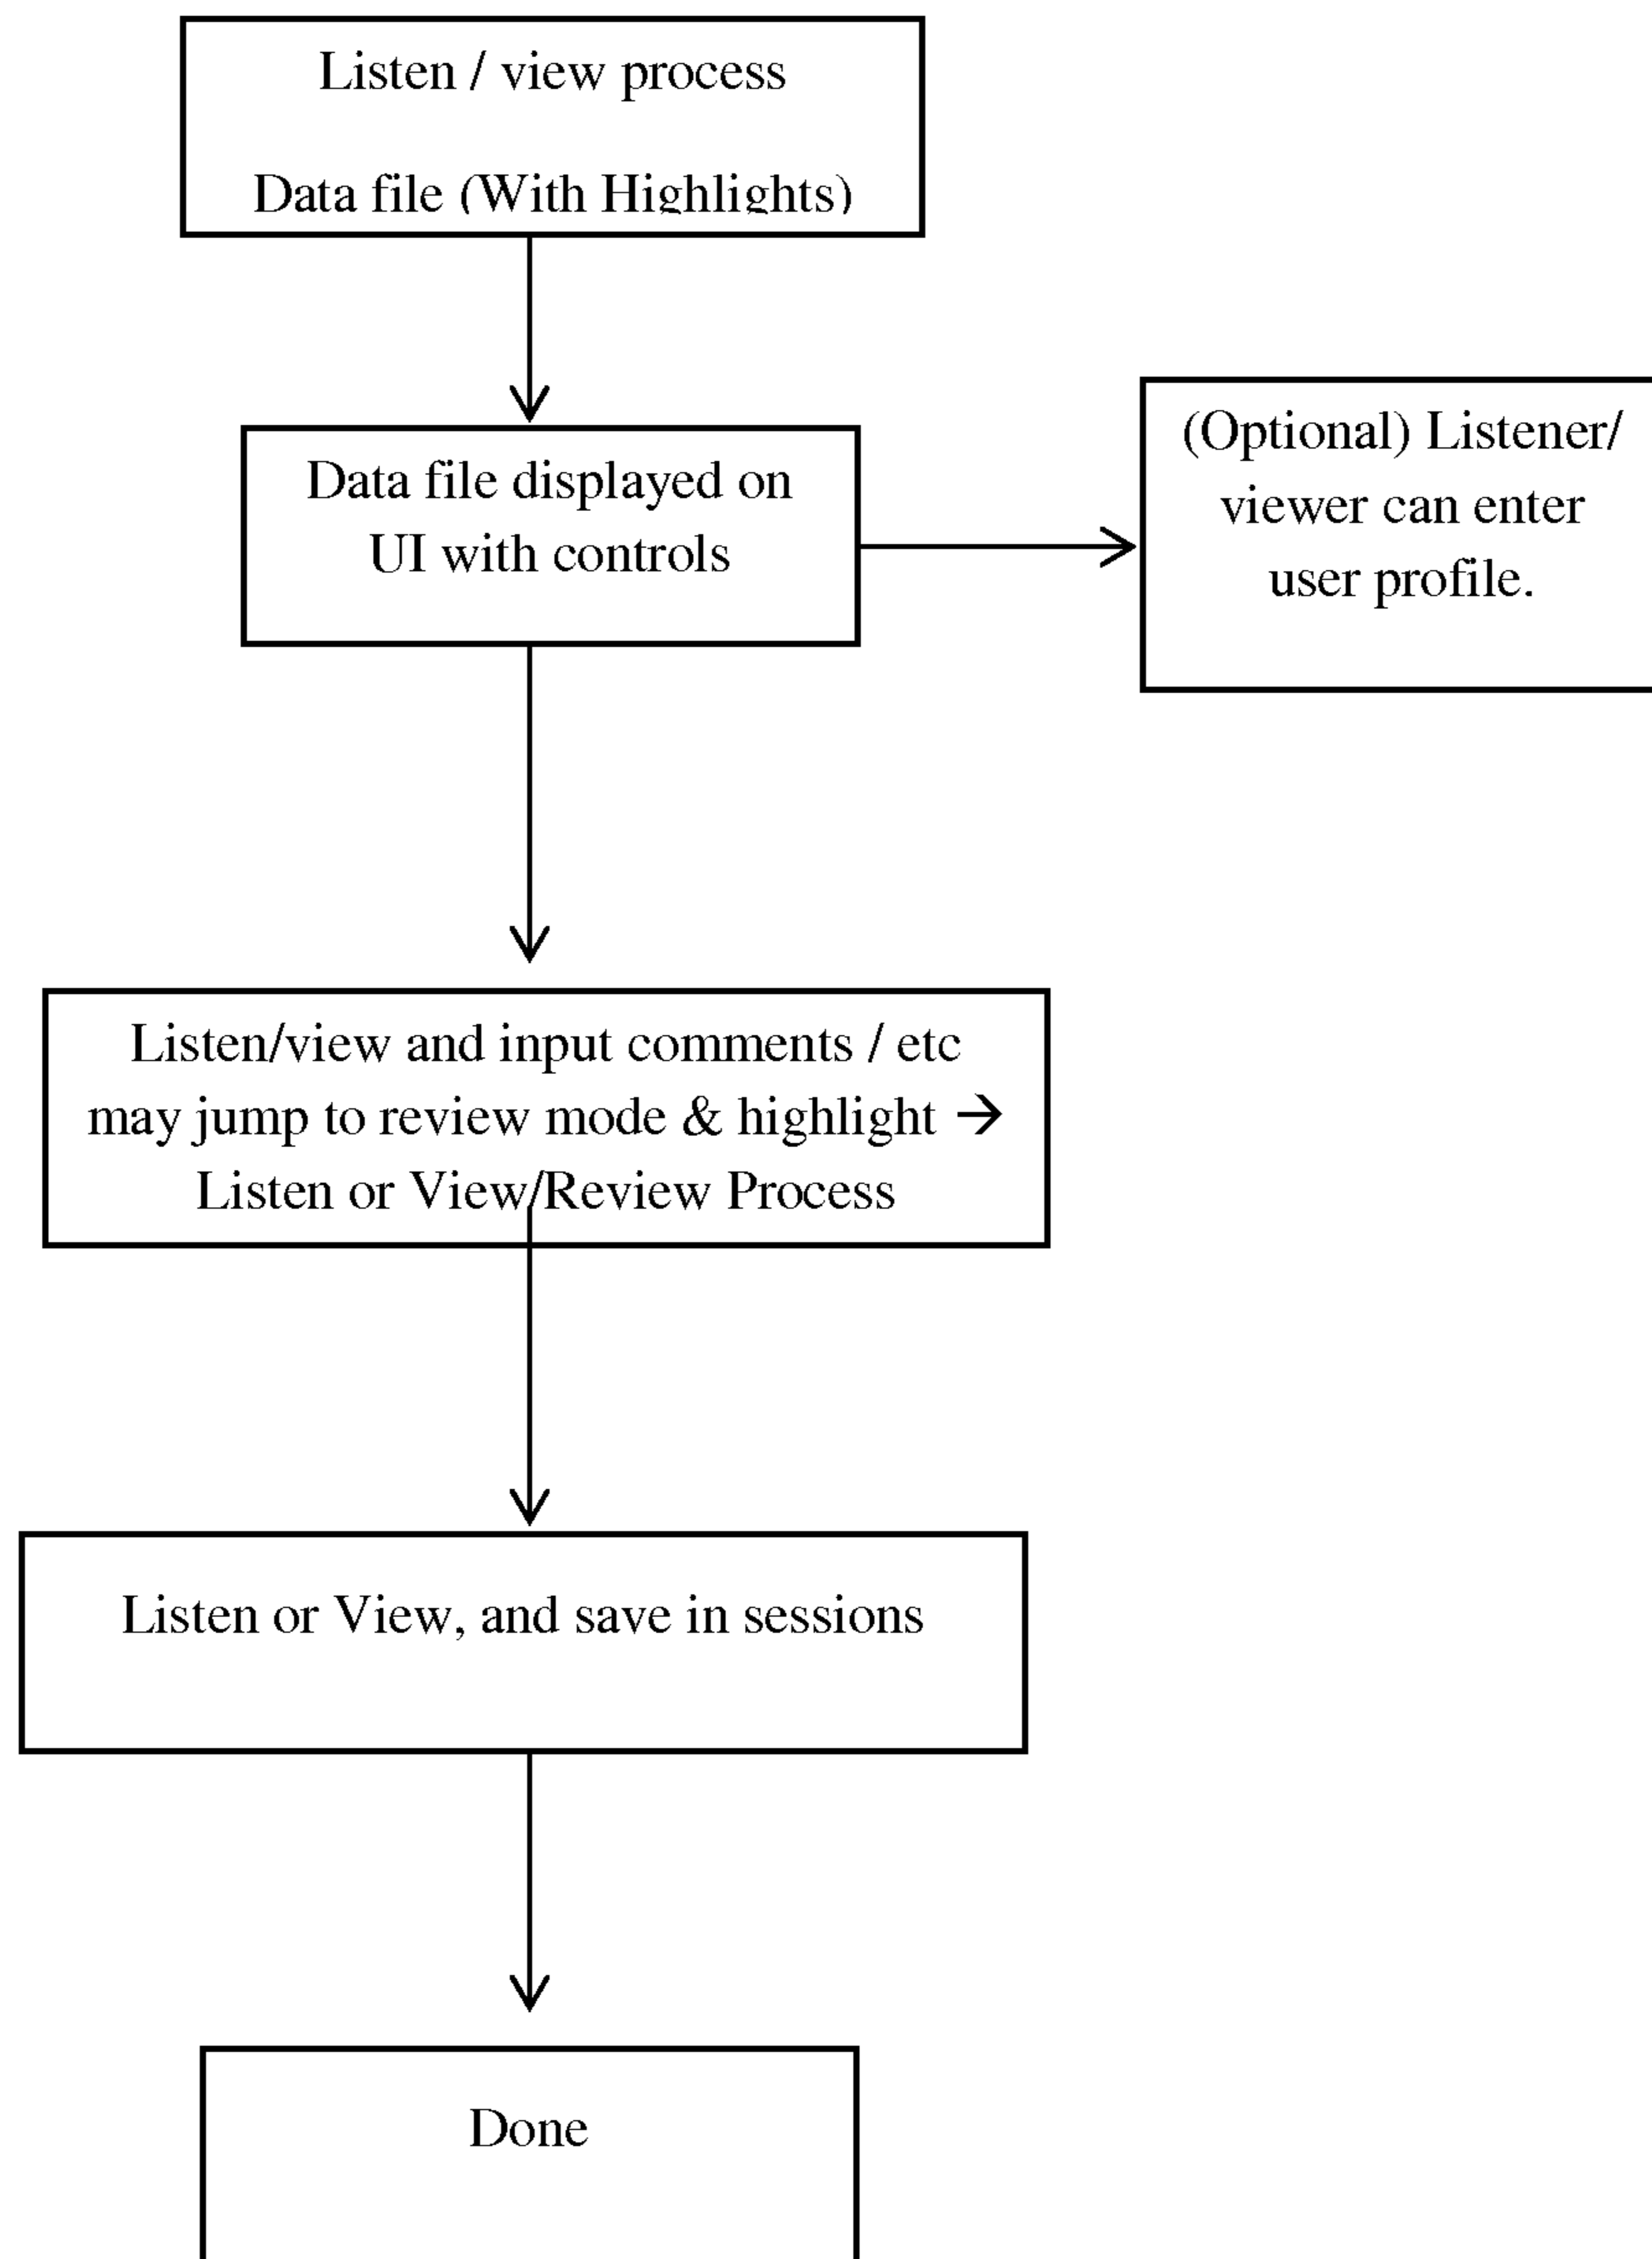 Listen / view process
Data file (With Highlights)
Data file displayed on
UI with controls
(Optional) Listener/
viewer can enter
user profile.
Listen/view and input comments / etc
may jump to review mode & highlight →
Listen or View/Review Process
Listen or View, and save in sessions
Done